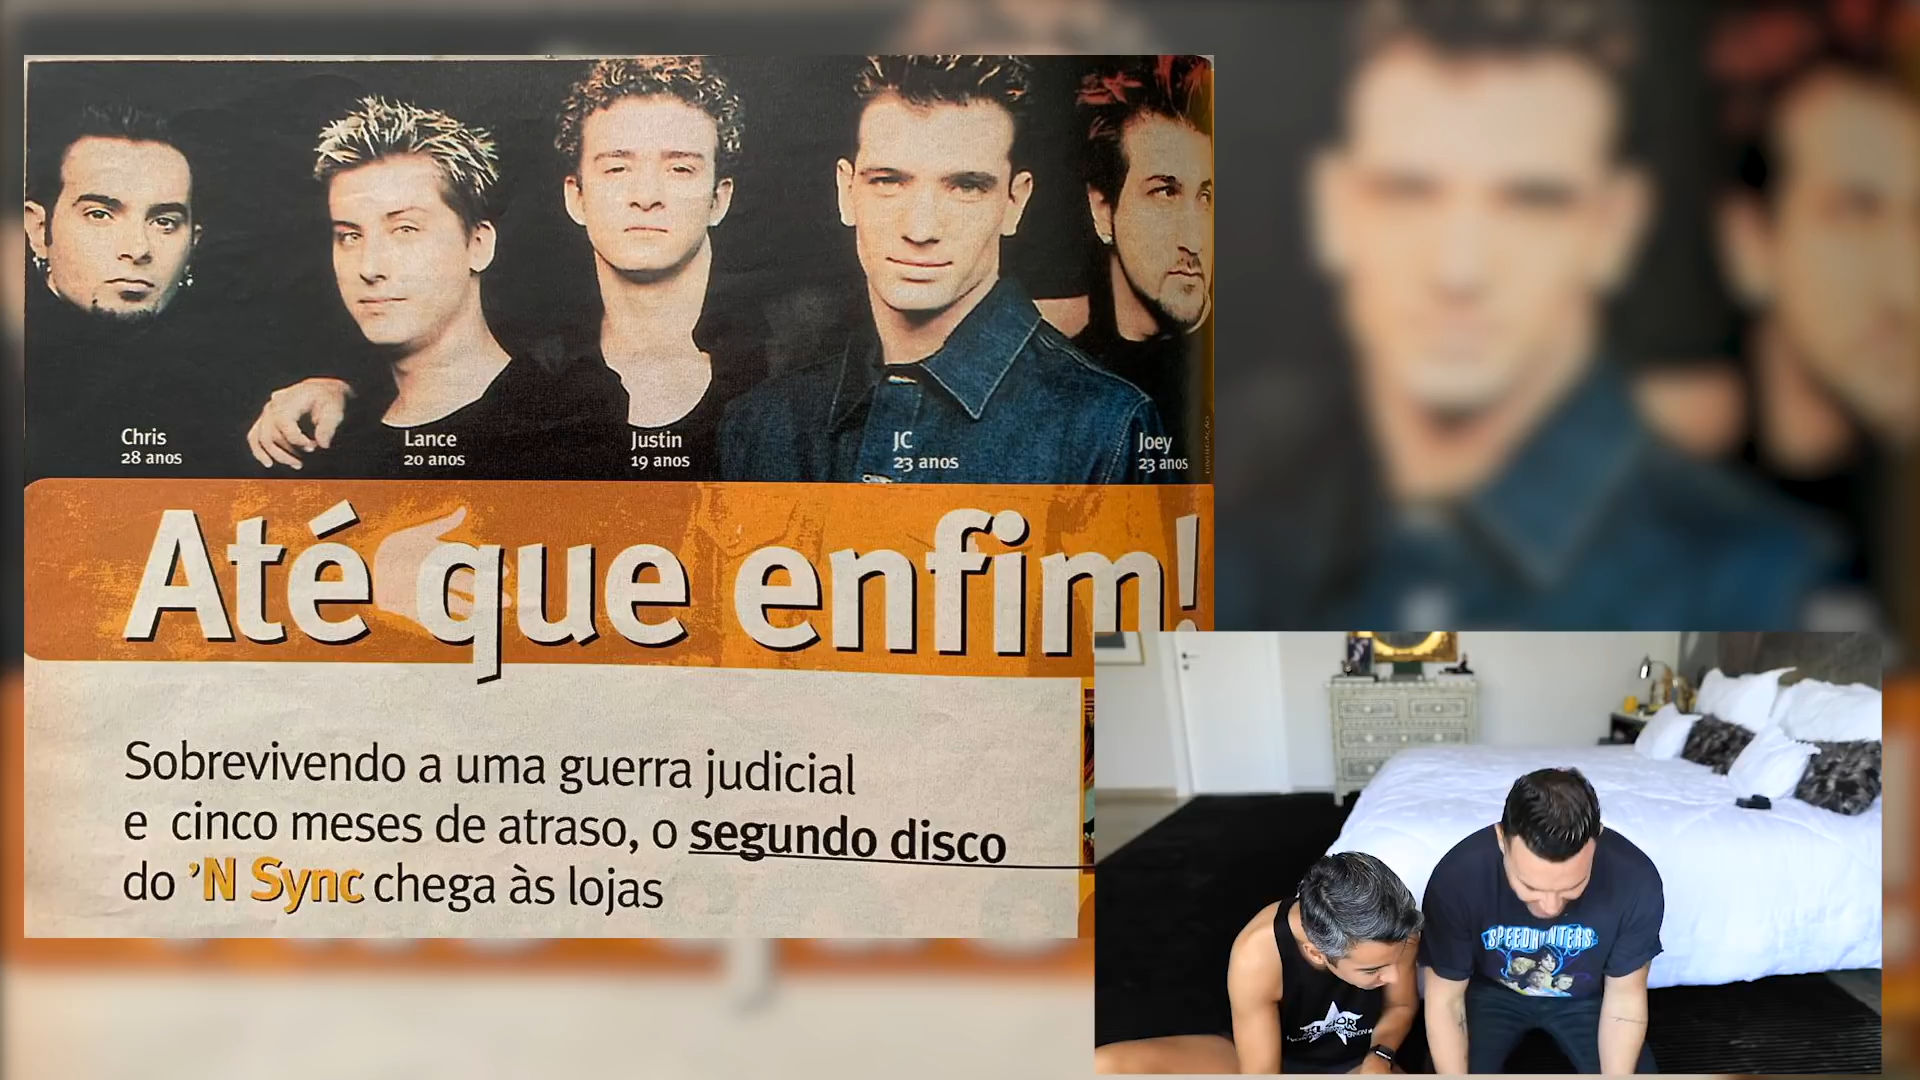 Chris
28 anos
Lance
20 anos
Justin
19 anos
JC
23 anos
Joey
23 anos
DIVULGAÇÃO
Até que enfim!
Sobrevivendo a uma guerra judicial
e cinco meses de atraso, o segundo disco
do 'N Sync chega às lojas
SPEEDHUNTERS